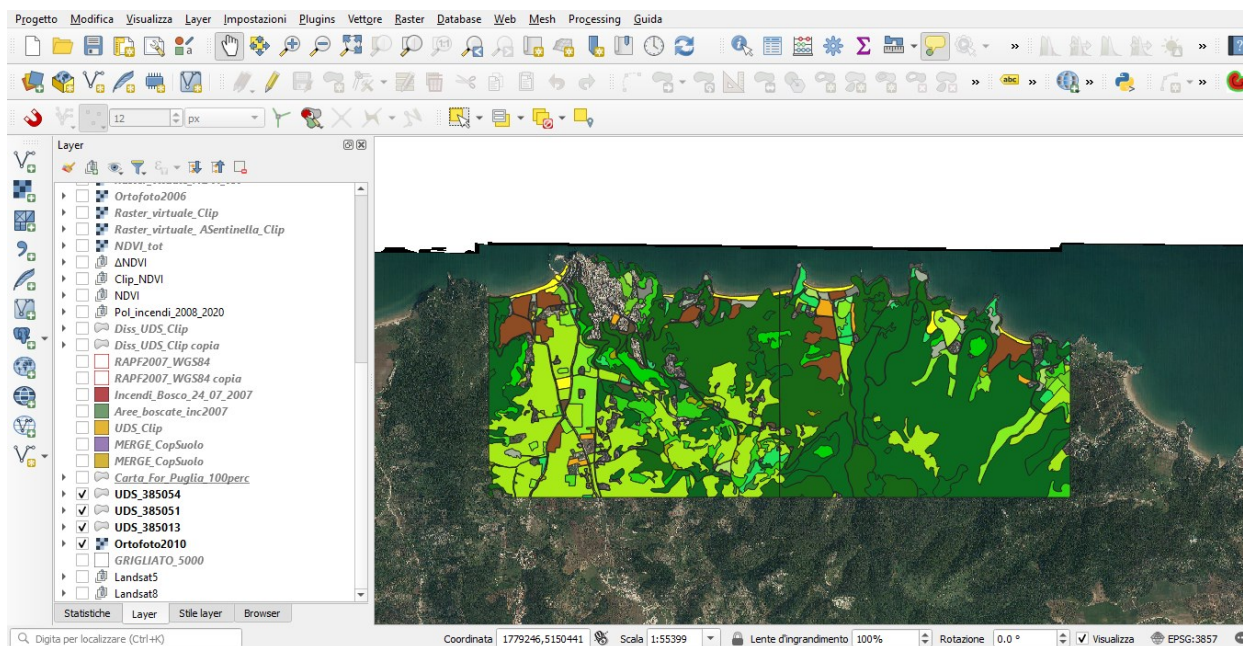 Progetto Modifica Visualizza Layer Impostazioni Plugins Vettore Raster Database Web Mesh Processing Guida
abc
12 px
Layer
Ortofoto2006
Raster_virtuale_Clip
Raster_virtuale_ ASentinella_Clip
NDVI_tot
ΔNDVI
Clip_NDVI
NDVI
Pol_incendi_2008_2020
Diss_UDS_Clip
Diss_UDS_Clip copia
RAPF2007_WGS84
RAPF2007_WGS84 copia
Incendi_Bosco_24_07_2007
Aree_boscate_inc2007
UDS_Clip
MERGE_CopSuolo
MERGE_CopSuolo
Carta_For_Puglia_100perc
UDS_385054
UDS_385051
UDS_385013
Ortofoto2010
GRIGLIATO_5000
Landsat5
Landsat8
Statistiche Layer Stile layer Browser
Digita per localizzare (Ctrl+K) Coordinata 1779246,5150441 Scala 1:55399 Lente d'ingrandimento 100% Rotazione 0.0 ° Visualizza EPSG:3857